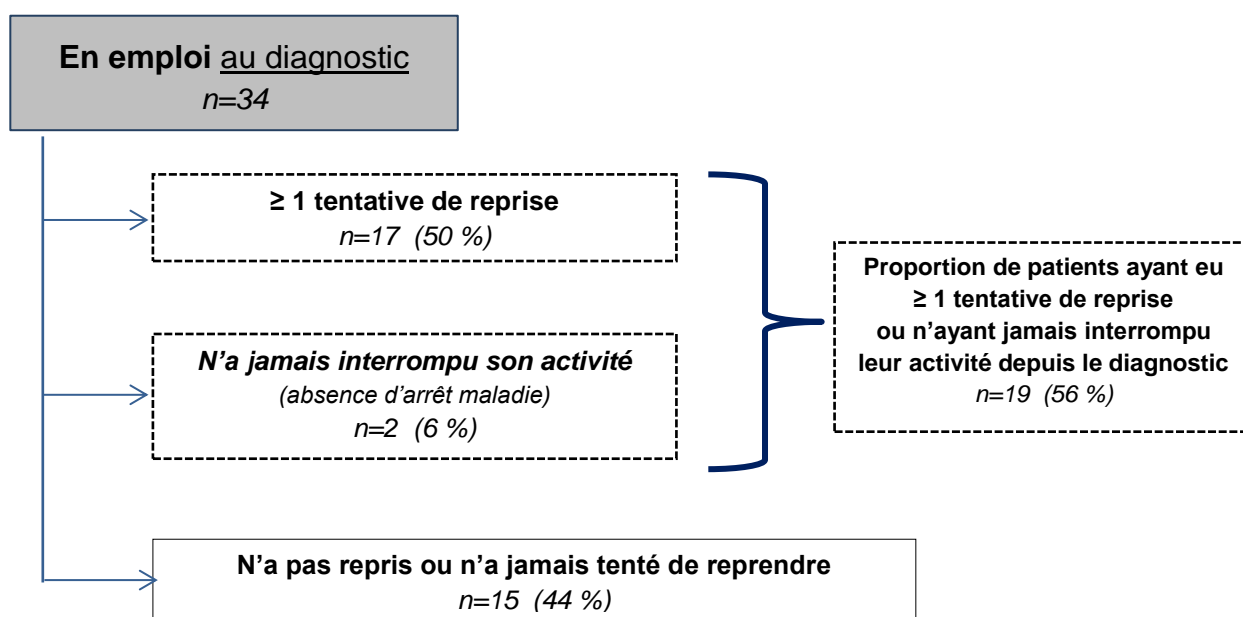 En emploi au diagnostic
n=34
≥ 1 tentative de reprise
n=17 (50 %)
N'a jamais interrompu son activité
(absence d'arrêt maladie)
n=2 (6 %)
Proportion de patients ayant eu
≥ 1 tentative de reprise
ou n'ayant jamais interrompu
leur activité depuis le diagnostic
n=19 (56 %)
N'a pas repris ou n'a jamais tenté de reprendre
n=15 (44 %)